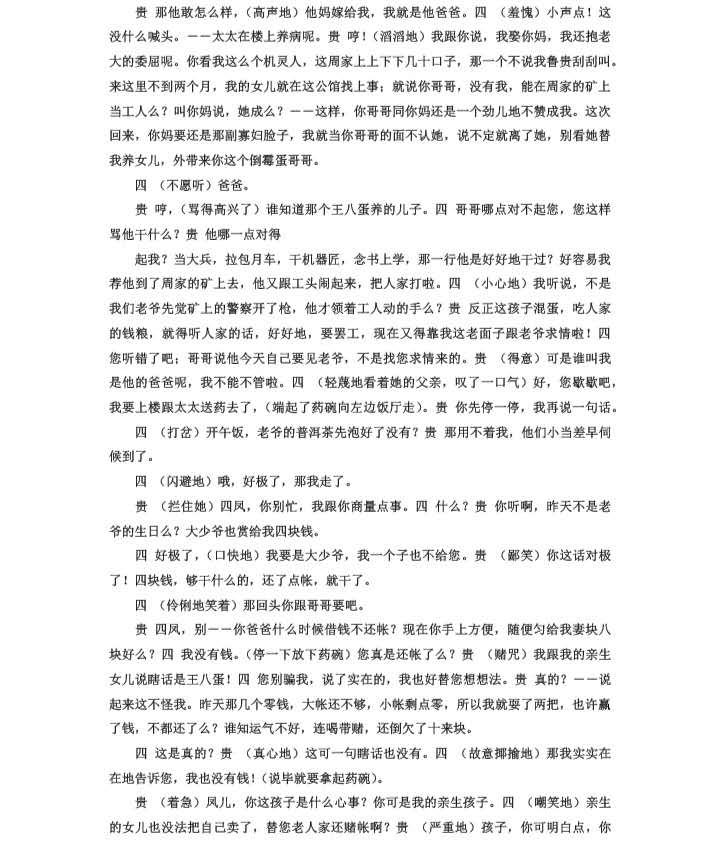 贵 那他敢怎么样，（高声地）他妈嫁给我，我就是他爸爸。四 （羞愧）小声点！这
没什么喊头。－－太太在楼上养病呢。贵 哼！（滔滔地）我跟你说，我娶你妈，我还抱老
大的委屈呢。你看我这么个机灵人，这周家上上下下几十口子，那一个不说我鲁贵刮刮叫。
来这里不到两个月，我的女儿就在这公馆找上事；就说你哥哥，没有我，能在周家的矿上
当工人么？叫你妈说，她成么？－－这样，你哥哥同你妈还是一个劲儿地不赞成我。这次
回来，你妈要还是那副寡妇脸子，我就当你哥哥的面不认她，说不定就离了她，别看她替
我养女儿，外带来你这个倒霉蛋哥哥。
四 （不愿听）爸爸。
贵 哼，（骂得高兴了）谁知道那个王八蛋养的儿子。四 哥哥哪点对不起您，您这样
骂他干什么？贵 他哪一点对得
起我？当大兵，拉包月车，干机器匠，念书上学，那一行他是好好地干过？好容易我
荐他到了周家的矿上去，他又跟工头闹起来，把人家打啦。四 （小心地）我听说，不是
我们老爷先觉矿上的警察开了枪，他才领着工人动的手么？贵 反正这孩子混蛋，吃人家
的钱粮，就得听人家的话，好好地，要罢工，现在又得靠我这老面子跟老爷求情啦！四
您听错了吧；哥哥说他今天自己要见老爷，不是找您求情来的。贵 （得意）可是谁叫我
是他的爸爸呢，我不能不管啦。四 （轻蔑地看着她的父亲，叹了一口气）好，您歇歇吧，
我要上楼跟太太送药去了，（端起了药碗向左边饭厅走）。贵 你先停一停，我再说一句话。
四 （打岔）开午饭，老爷的普洱茶先泡好了没有？贵 那用不着我，他们小当差早伺
候到了。
四 （闪避地）哦，好极了，那我走了。
贵 （拦住她）四凤，你别忙，我跟你商量点事。四 什么？贵 你听啊，昨天不是老
爷的生日么？大少爷也赏给我四块钱。
四 好极了，（口快地）我要是大少爷，我一个子也不给您。贵 （鄙笑）你这话对极
了！四块钱，够干什么的，还了点帐，就干了。
四 （伶俐地笑着）那回头你跟哥哥要吧。
贵 四凤，别－－你爸爸什么时候借钱不还帐？现在你手上方便，随便匀给我妻块八
块好么？四 我没有钱。（停一下放下药碗）您真是还帐了么？贵 （赌咒）我跟我的亲生
女儿说瞎话是王八蛋！四 您别骗我，说了实在的，我也好替您想想法。贵 真的？－－说
起来这不怪我。昨天那几个零钱，大帐还不够，小帐剩点零，所以我就耍了两把，也许赢
了钱，不都还了么？谁知运气不好，连喝带赌，还倒欠了十来块。
四 这是真的？贵 （真心地）这可一句瞎话也没有。四 （故意揶揄地）那我实实在
在地告诉您，我也没有钱！（说毕就要拿起药碗）。
贵 （着急）凤儿，你这孩子是什么心事？你可是我的亲生孩子。四 （嘲笑地）亲生
的女儿也没法把自己卖了，替您老人家还赌帐啊？贵 （严重地）孩子，你可明白点，你